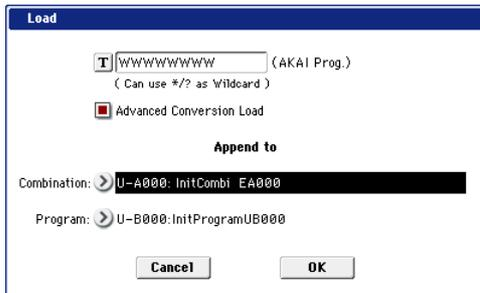 Load
T WWWWWWWW (AKAI Prog.)
( Can use */? as Wildcard )
Advanced Conversion Load
Append to
Combination: U-A000: InitCombi EA000
Program: U-B000:InitProgramUB000
Cancel OK